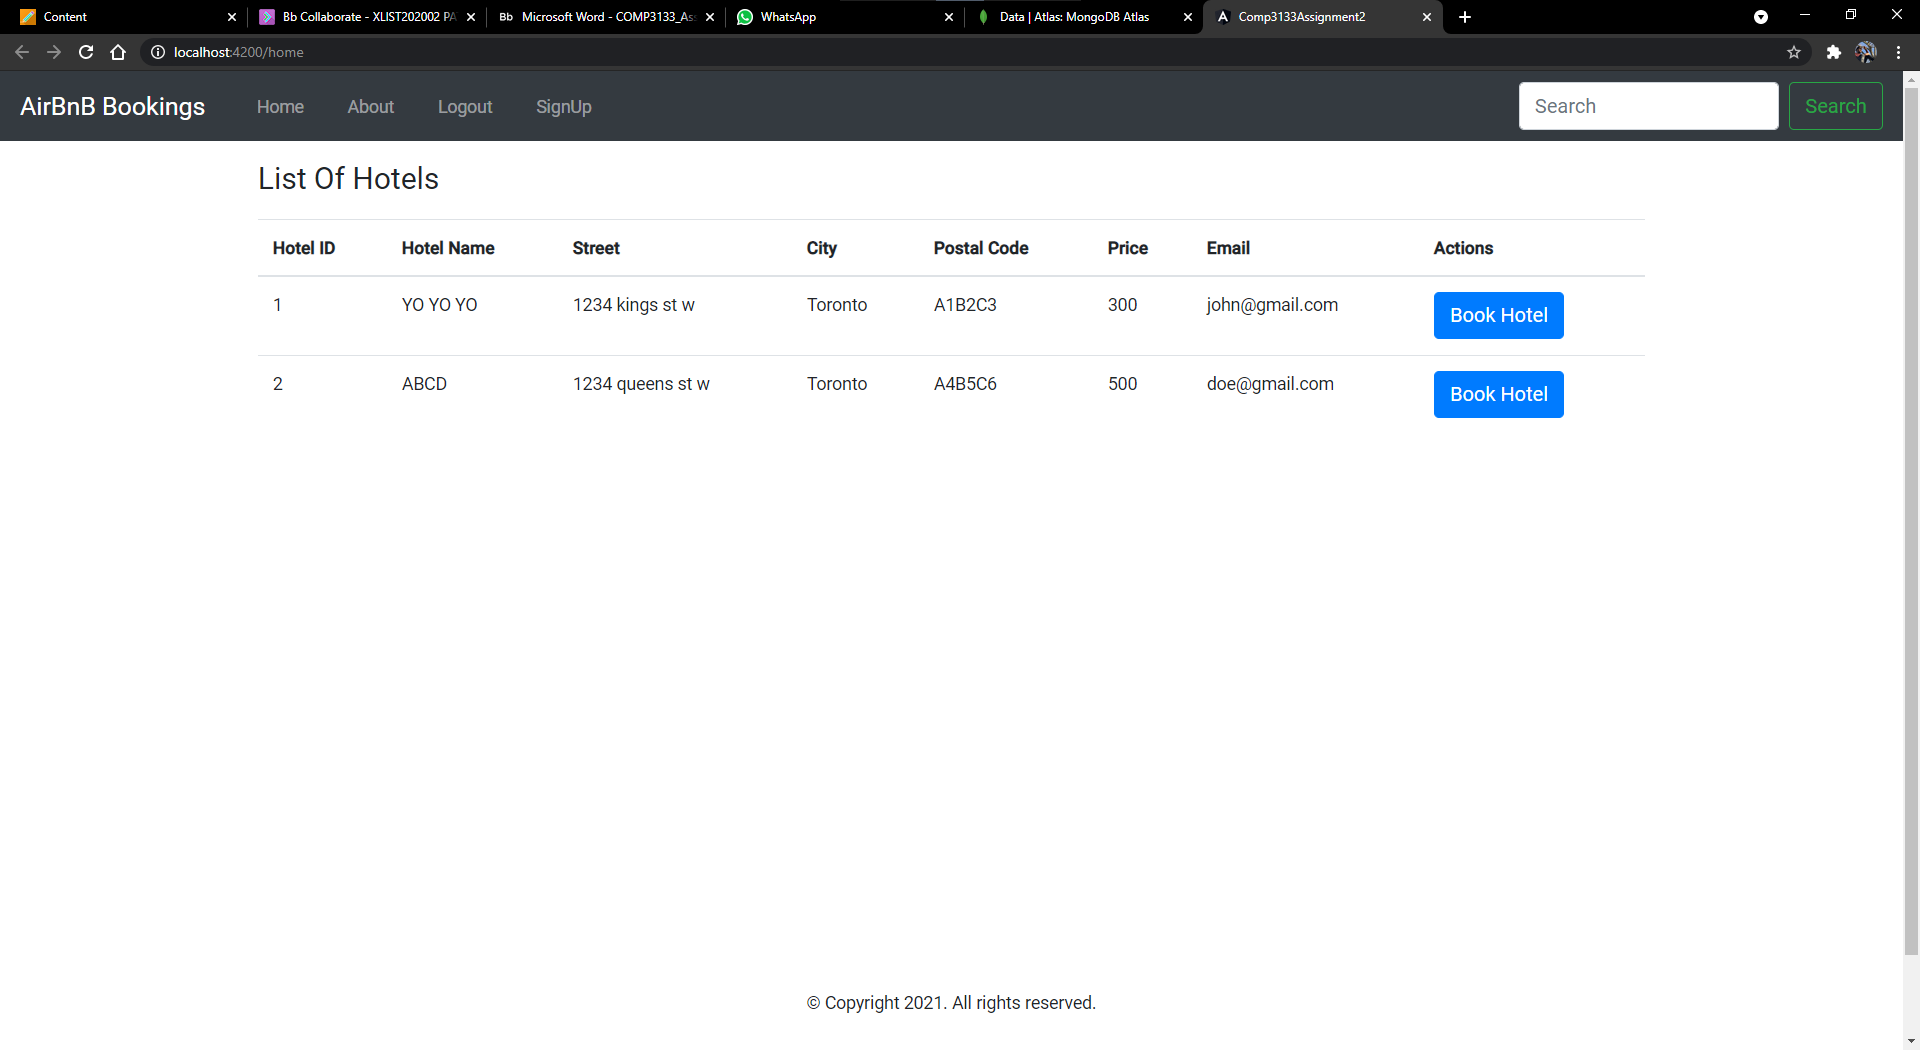 Content
Bb Collaborate - XLIST202002 PA
Bb Microsoft Word - COMP3133_As
WhatsApp
Data | Atlas: MongoDB Atlas
Comp3133Assignment2
localhost:4200/home
AirBnB Bookings Home About Logout SignUp Search Search
List Of Hotels
Hotel ID Hotel Name Street City Postal Code Price Email Actions
1 YO YO YO 1234 kings st w Toronto A1B2C3 300 john@gmail.com Book Hotel
2 ABCD 1234 queens st w Toronto A4B5C6 500 doe@gmail.com Book Hotel
© Copyright 2021. All rights reserved.